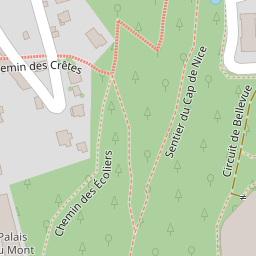 emin des Crêtes
Sentier du Cap de Nice
Circuit de Bellevue
Chemin des Écoliers
Palais
u Mont